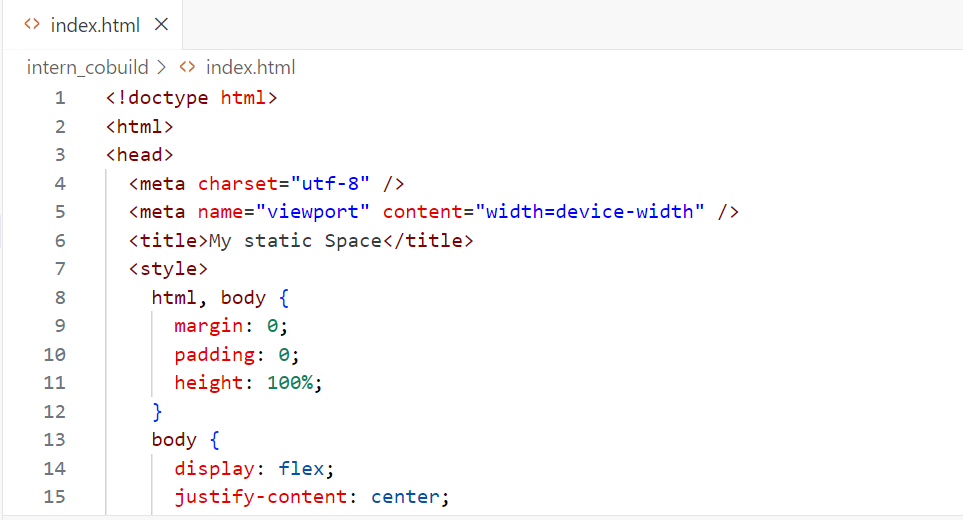 index.html
intern_cobuild > index.html
1 <!doctype html>
2 <html>
3 <head>
4 <meta charset="utf-8" />
5 <meta name="viewport" content="width=device-width" />
6 <title>My static Space</title>
7 <style>
8 html, body {
9 margin: 0;
10 padding: 0;
11 height: 100%;
12 }
13 body {
14 display: flex;
15 justify-content: center;